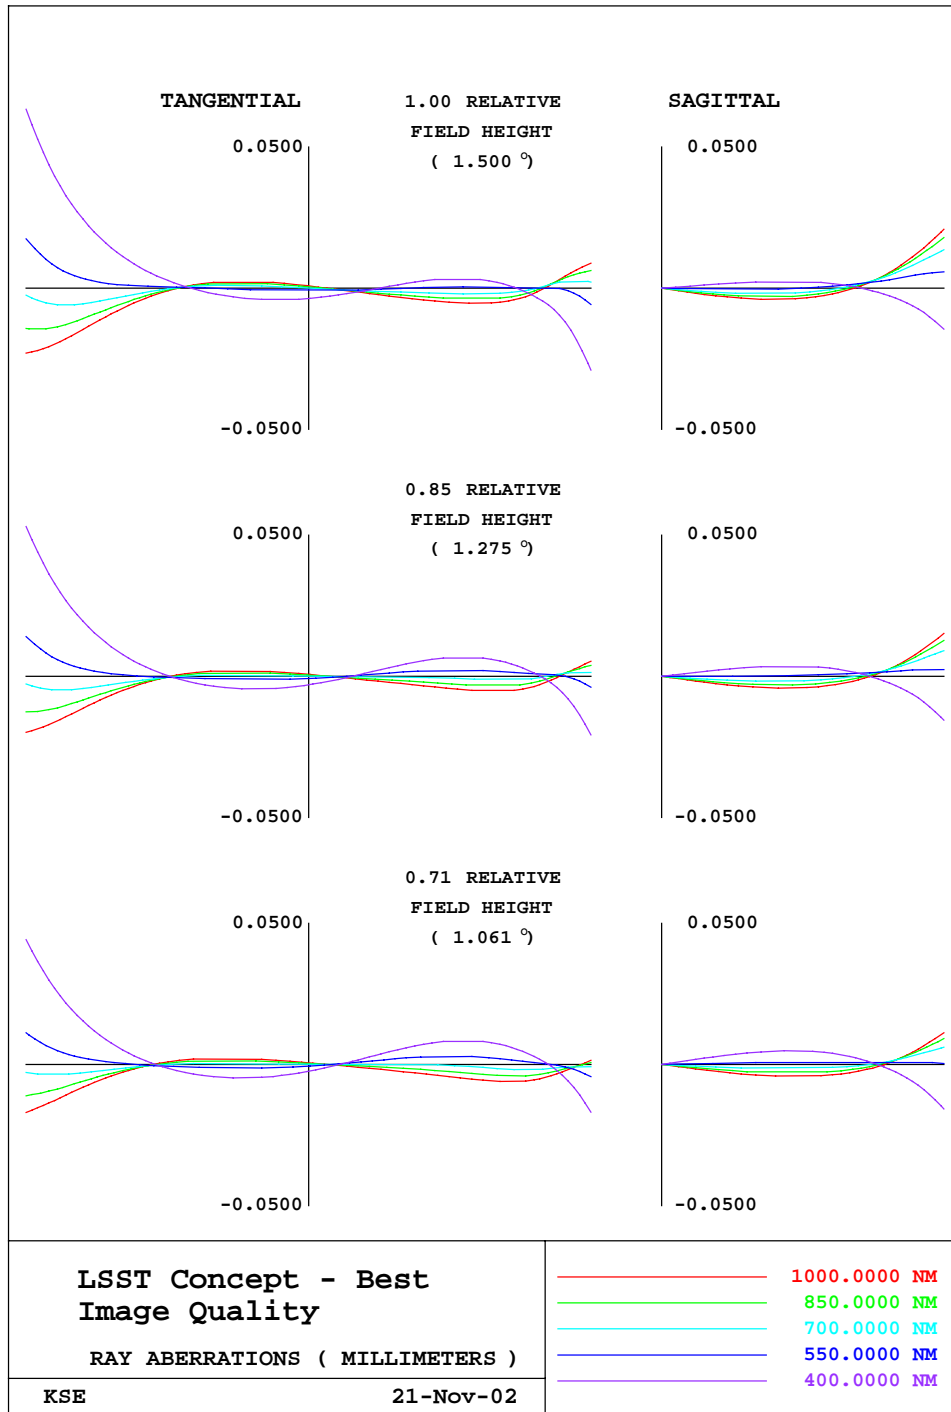 TANGENTIAL 1.00 RELATIVE SAGITTAL
FIELD HEIGHT
0.0500 ( 1.500 °) 0.0500
-0.0500 -0.0500
0.85 RELATIVE
FIELD HEIGHT
0.0500 ( 1.275 °) 0.0500
-0.0500 -0.0500
0.71 RELATIVE
FIELD HEIGHT
0.0500 ( 1.061 °) 0.0500
-0.0500 -0.0500
LSST Concept - Best
Image Quality
RAY ABERRATIONS ( MILLIMETERS )
KSE 21-Nov-02
1000.0000 NM
850.0000 NM
700.0000 NM
550.0000 NM
400.0000 NM